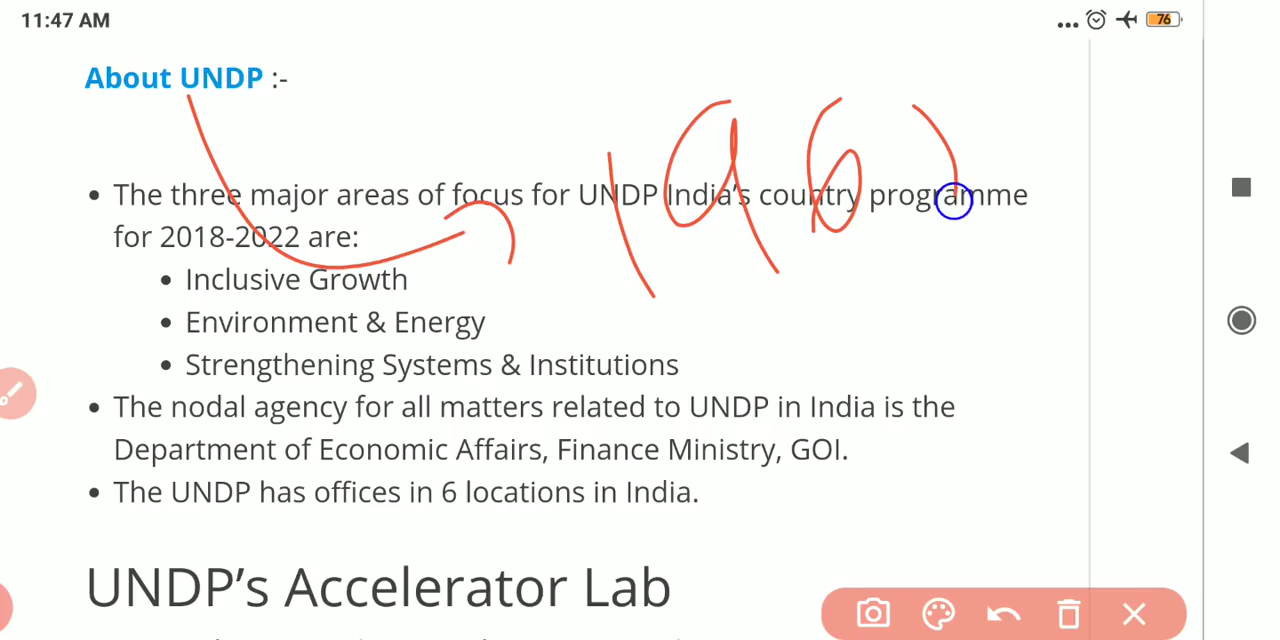 11:47 AM
76
About UNDP :-
196
• The three major areas of focus for UNDP India's country programme
for 2018-2022 are:
• Inclusive Growth
• Environment & Energy
• Strengthening Systems & Institutions
• The nodal agency for all matters related to UNDP in India is the
Department of Economic Affairs, Finance Ministry, GOI.
• The UNDP has offices in 6 locations in India.
UNDP's Accelerator Lab